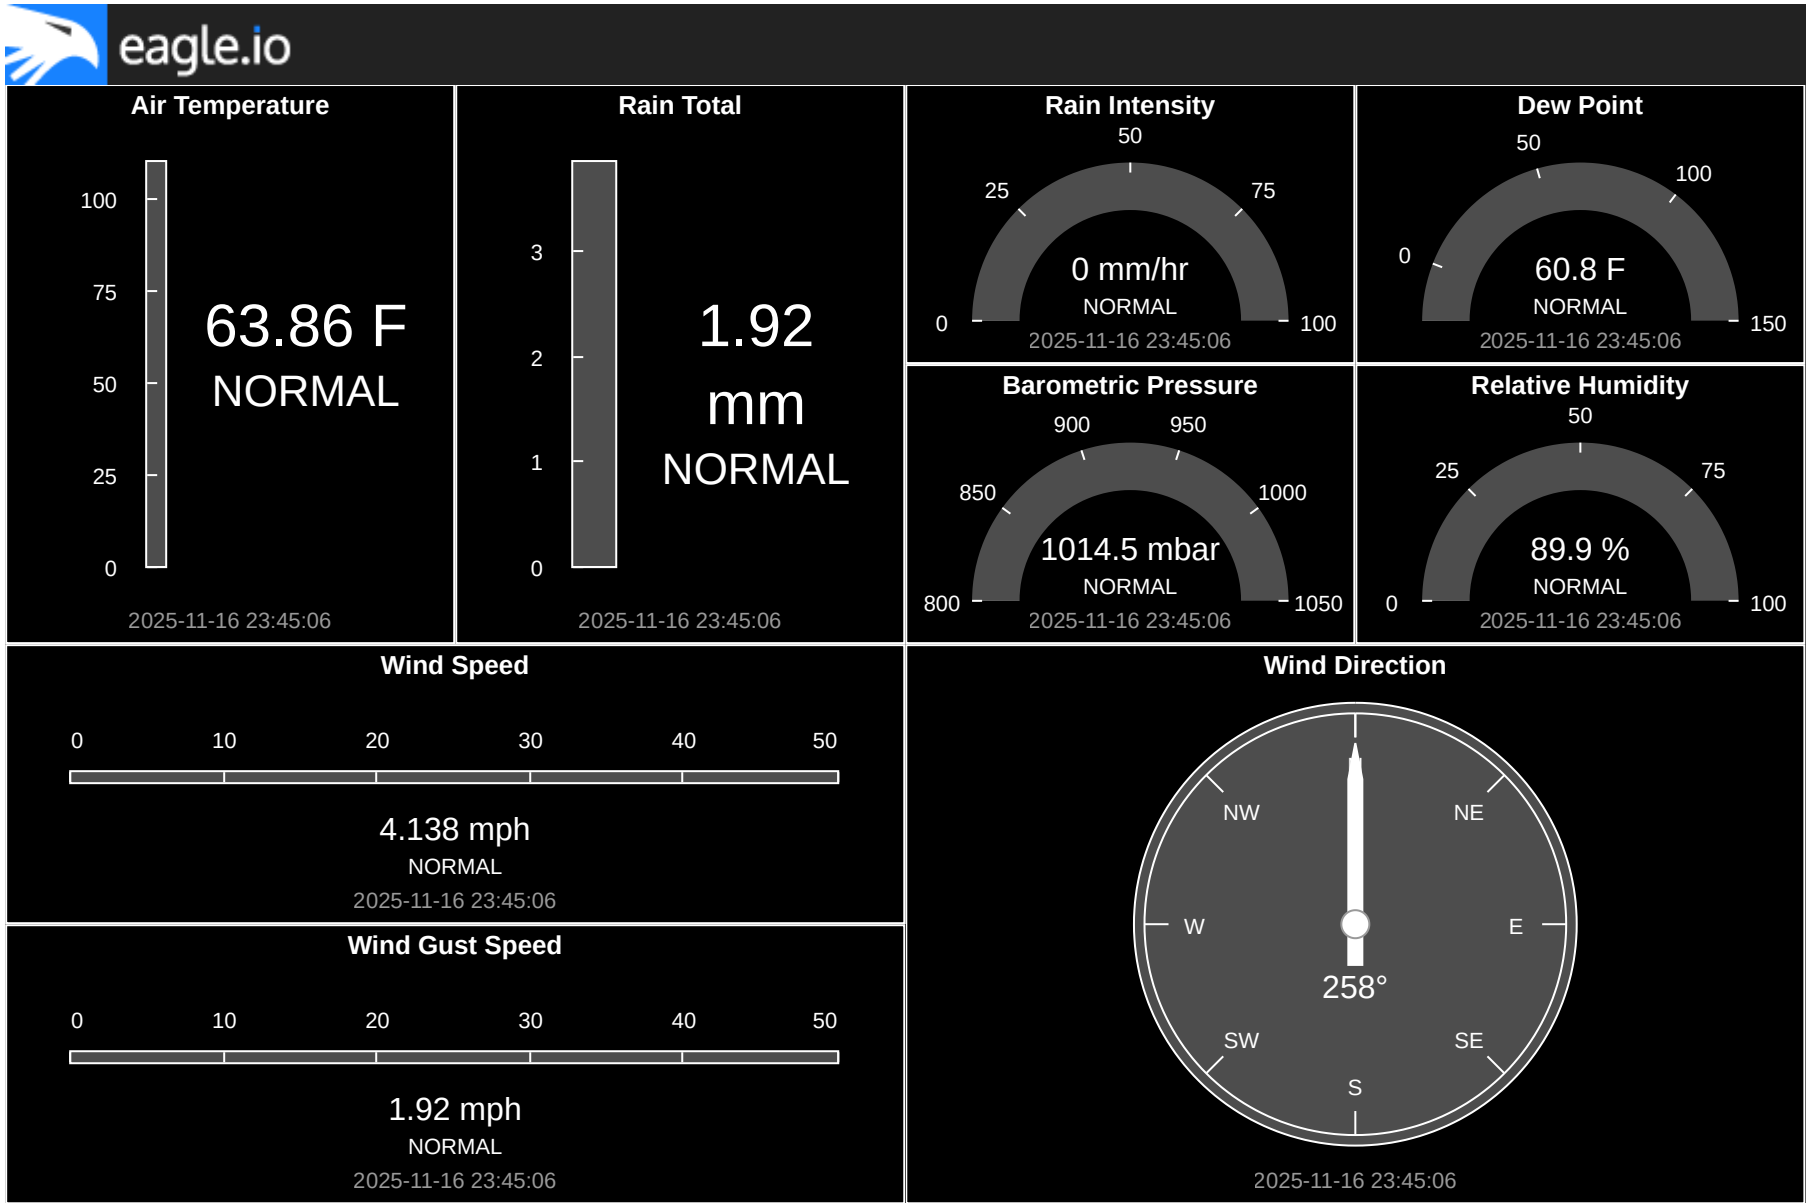 eagle.io
Air Temperature
100
75
50
25
0
63.86 F
NORMAL
2025-11-16 23:45:06
Rain Total
3
2
1
0
1.92
mm
NORMAL
2025-11-16 23:45:06
Rain Intensity
50
25
75
0
100
0 mm/hr
NORMAL
2025-11-16 23:45:06
Dew Point
50
100
0
150
60.8 F
NORMAL
2025-11-16 23:45:06
Barometric Pressure
900
950
850
1000
800
1050
1014.5 mbar
NORMAL
2025-11-16 23:45:06
Relative Humidity
50
25
75
0
100
89.9 %
NORMAL
2025-11-16 23:45:06
Wind Speed
0 10 20 30 40 50
4.138 mph
NORMAL
2025-11-16 23:45:06
Wind Gust Speed
0 10 20 30 40 50
1.92 mph
NORMAL
2025-11-16 23:45:06
Wind Direction
NW NE
W E
258°
SW SE
S
2025-11-16 23:45:06